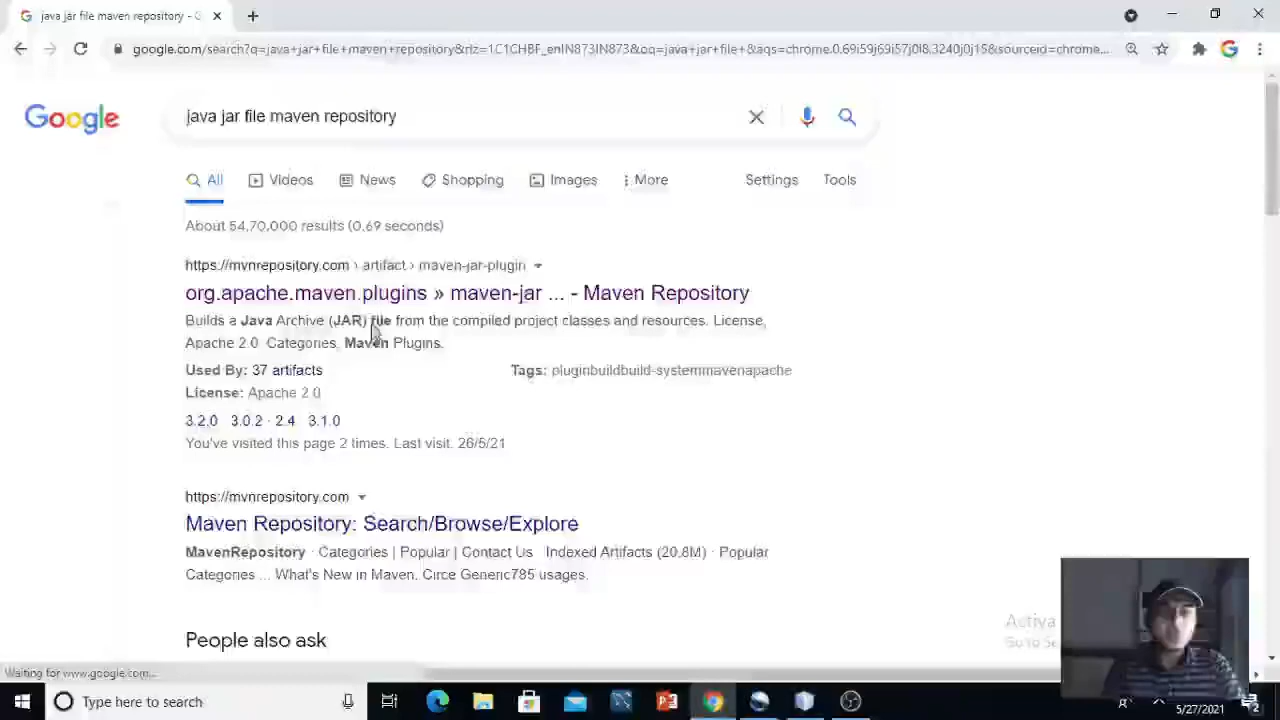 java jar file maven repository - G
google.com/search?q=java+jar+file+maven+repository&rlz=1C1CHBF_enIN873IN873&oq=java+jar+file+&aqs=chrome.0.69i59j69i57j0l8.3240j0j15&sourceid=chrome...
Google
java jar file maven repository
All Videos News Shopping Images More Settings Tools
About 54,70,000 results (0.69 seconds)
https://mvnrepository.com › artifact › maven-jar-plugin
org.apache.maven.plugins » maven-jar ... - Maven Repository
Builds a Java Archive (JAR) file from the compiled project classes and resources. License,
Apache 2.0. Categories, Maven Plugins.
Used By: 37 artifacts Tags: pluginbuildbuild-systemmavenapache
License: Apache 2.0
3.2.0 · 3.0.2 · 2.4 · 3.1.0
You've visited this page 2 times. Last visit: 26/5/21
https://mvnrepository.com
Maven Repository: Search/Browse/Explore
MavenRepository · Categories | Popular | Contact Us · Indexed Artifacts (20.8M) · Popular
Categories ... What's New in Maven. Circe Generic785 usages.
People also ask
Activa
Go to Se
Waiting for www.google.com...
Type here to search
5/27/2021
2